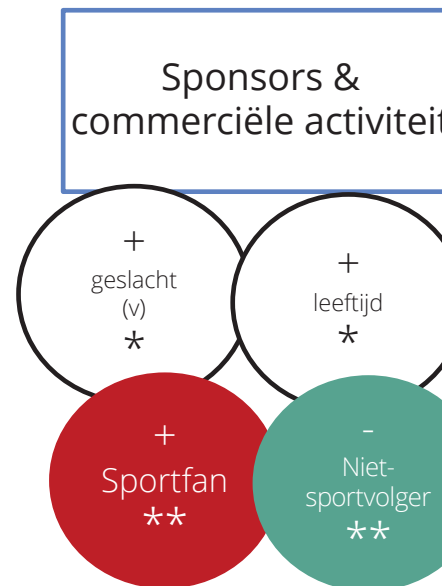 Sponsors &
commerciële activiteit
+
geslacht
(v)
*
+
leeftijd
*
+
Sportfan
**
-
Niet-
sportvolger
**